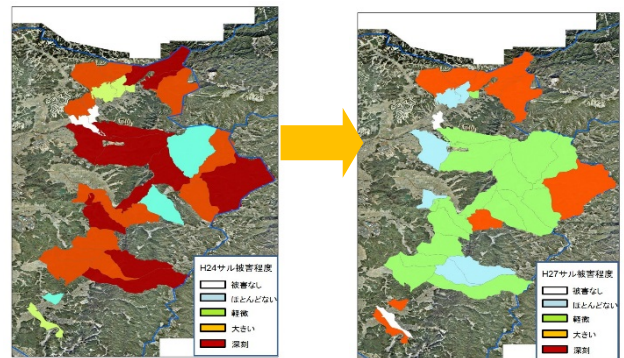 H24サル被害程度
被害なし
ほとんどない
軽微
大きい
深刻
H27サル被害程度
被害なし
ほとんどない
軽微
大きい
深刻